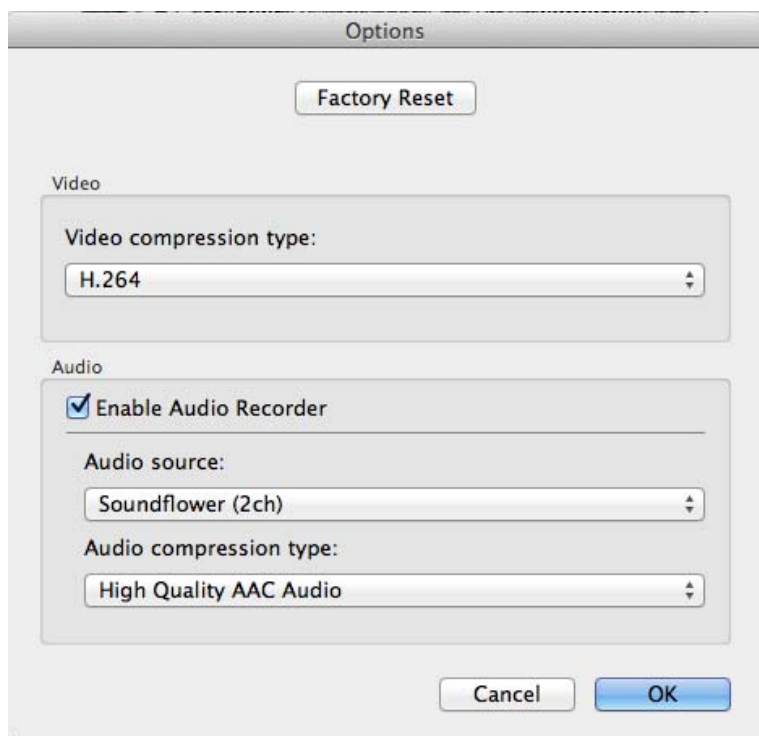 Options
Factory Reset
Video
Video compression type:
H.264
Audio
Enable Audio Recorder
Audio source:
Soundflower (2ch)
Audio compression type:
High Quality AAC Audio
Cancel OK